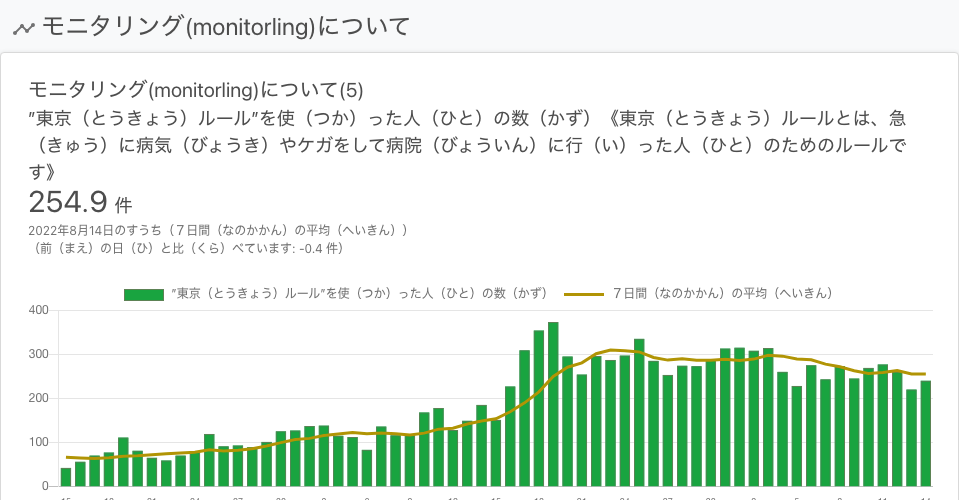 モニタリング(monitorling)について
モニタリング(monitorling)について(5)
”東京（とうきょう）ルール”を使（つか）った人（ひと）の数（かず）《東京（とうきょう）ルールとは、急
（きゅう）に病気（びょうき）やケガをして病院（びょういん）に行（い）った人（ひと）のためのルールで
す》
254.9 件
2022年8月14日のすうち（７日間（なのかかん）の平均（へいきん））
（前（まえ）の日（ひ）と比（くら）べています: -0.4 件）
”東京（とうきょう）ルール”を使（つか）った人（ひと）の数（かず） ７日間（なのかかん）の平均（へいきん）
400
300
200
100
0